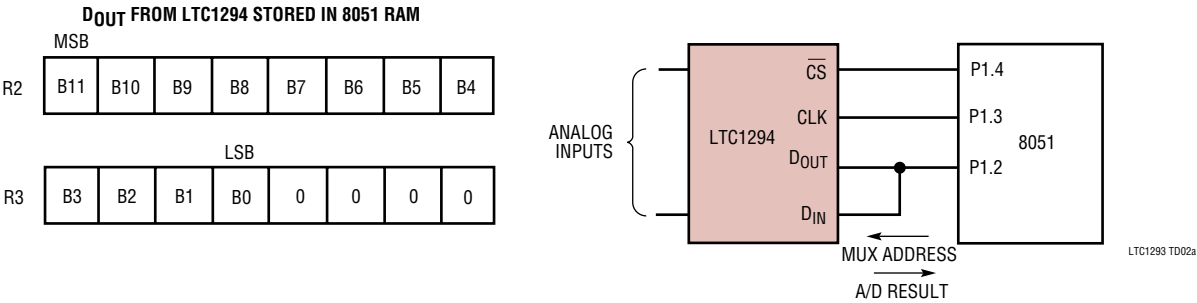 DOUT FROM LTC1294 STORED IN 8051 RAM
MSB
R2 B11 B10 B9 B8 B7 B6 B5 B4
LSB
R3 B3 B2 B1 B0 0 0 0 0
ANALOG
INPUTS
LTC1294
CS
CLK
DOUT
DIN
P1.4
P1.3
P1.2
8051
MUX ADDRESS
A/D RESULT
LTC1293 TD02a